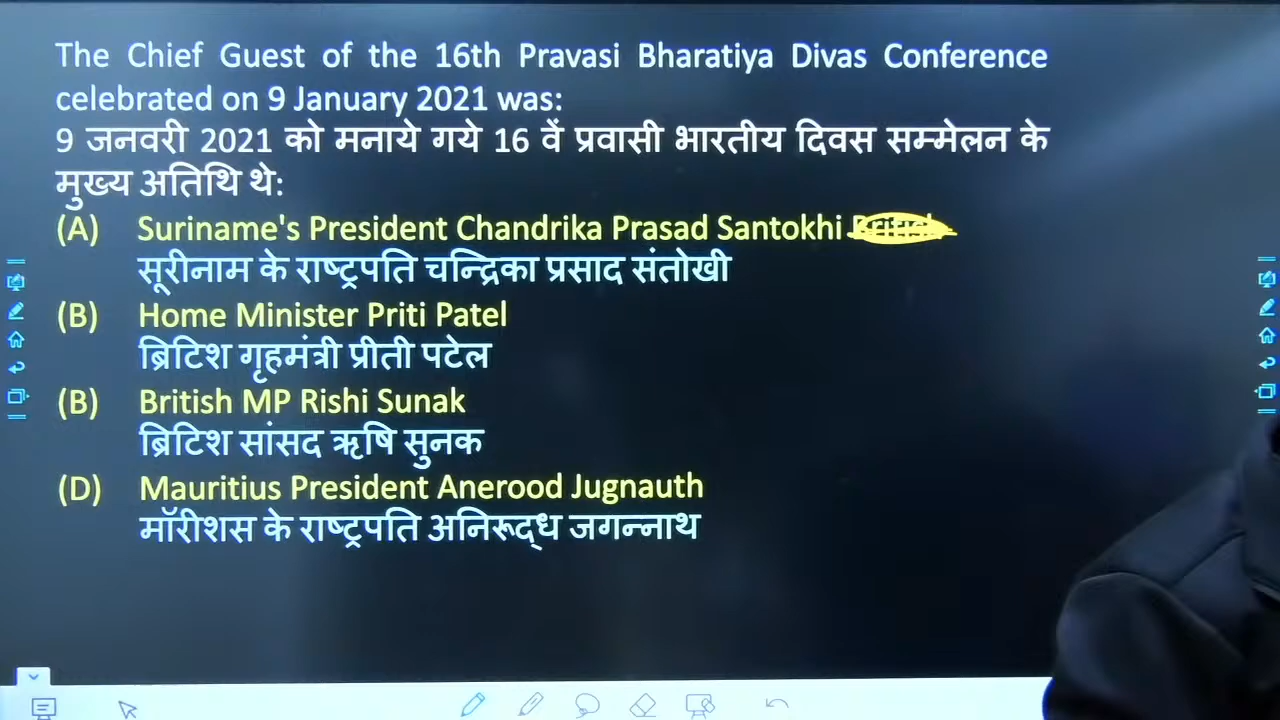 The Chief Guest of the 16th Pravasi Bharatiya Divas Conference
celebrated on 9 January 2021 was:
9 जनवरी 2021 को मनाये गये 16 वें प्रवासी भारतीय दिवस सम्मेलन के
मुख्य अतिथि थे:
(A) Suriname's President Chandrika Prasad Santokhi
सूरीनाम के राष्ट्रपति चन्द्रिका प्रसाद संतोखी
(B) Home Minister Priti Patel
ब्रिटिश गृहमंत्री प्रीती पटेल
(B) British MP Rishi Sunak
ब्रिटिश सांसद ऋषि सुनक
(D) Mauritius President Anerood Jugnauth
मॉरीशस के राष्ट्रपति अनिरूद्ध जगन्नाथ